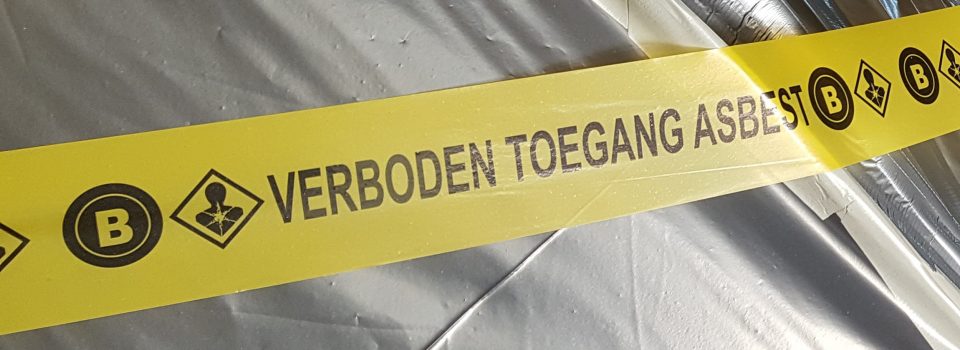 B VERBODEN TOEGANG ASBEST B B